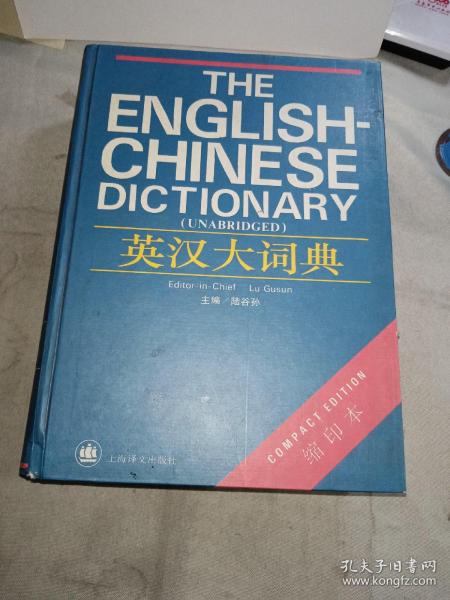 THE
ENGLISH-
CHINESE
DICTIONARY
(UNABRIDGED)
英汉大词典
Editor-in-Chief Lu Gusun
主编／陆谷孙
COMPACT EDITION
缩印本
上海译文出版社
孔夫子旧书网
www.kongfz.com